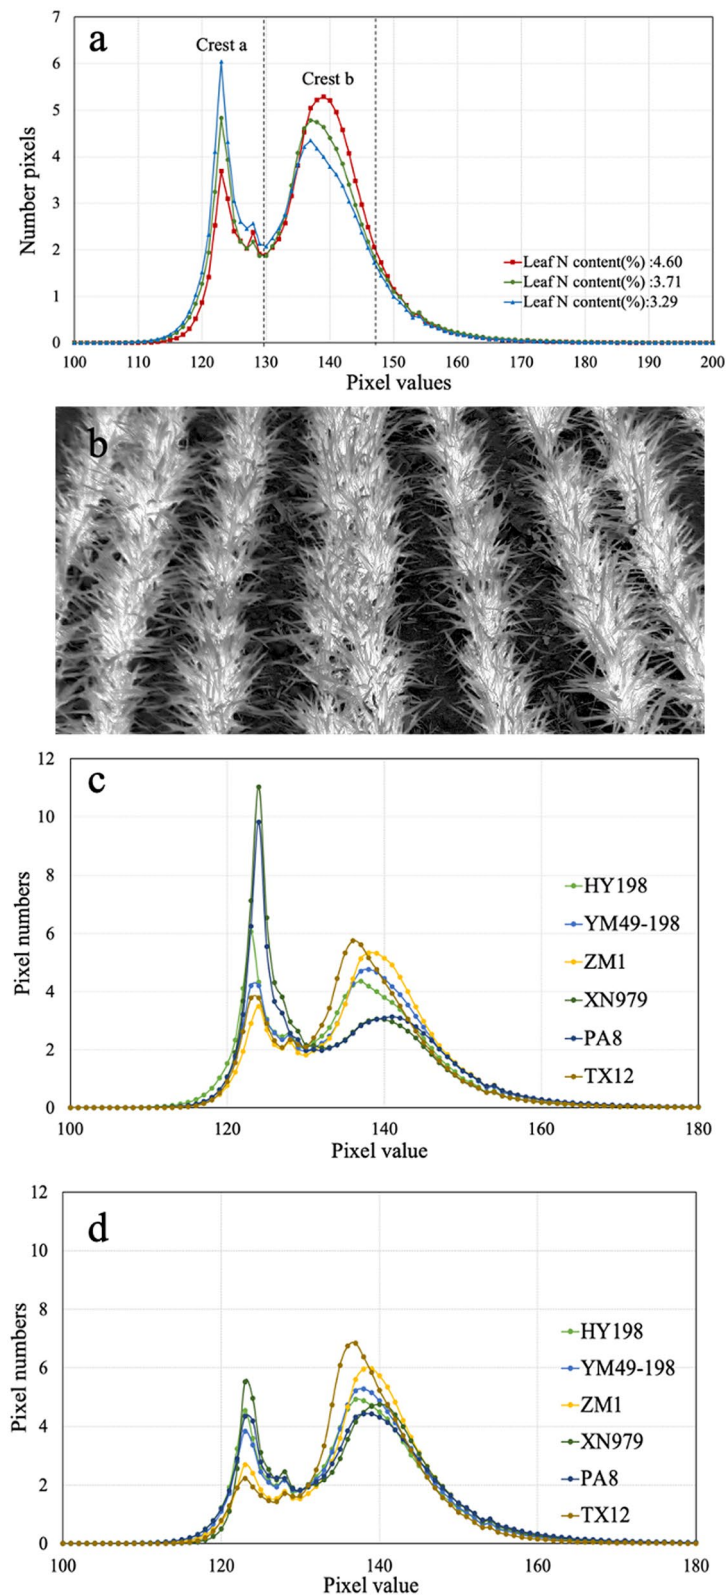 a
Crest a
Crest b
Number pixels
7
6
5
4
3
2
1
0
Leaf N content(%) :4.60
Leaf N content(%) :3.71
Leaf N content(%):3.29
100 110 120 130 140 150 160 170 180 190 200
Pixel values
b
c
Pixel numbers
12
10
8
6
4
2
0
HY198
YM49-198
ZM1
XN979
PA8
TX12
100 120 140 160 180
Pixel value
d
Pixel numbers
12
10
8
6
4
2
0
HY198
YM49-198
ZM1
XN979
PA8
TX12
100 120 140 160 180
Pixel value